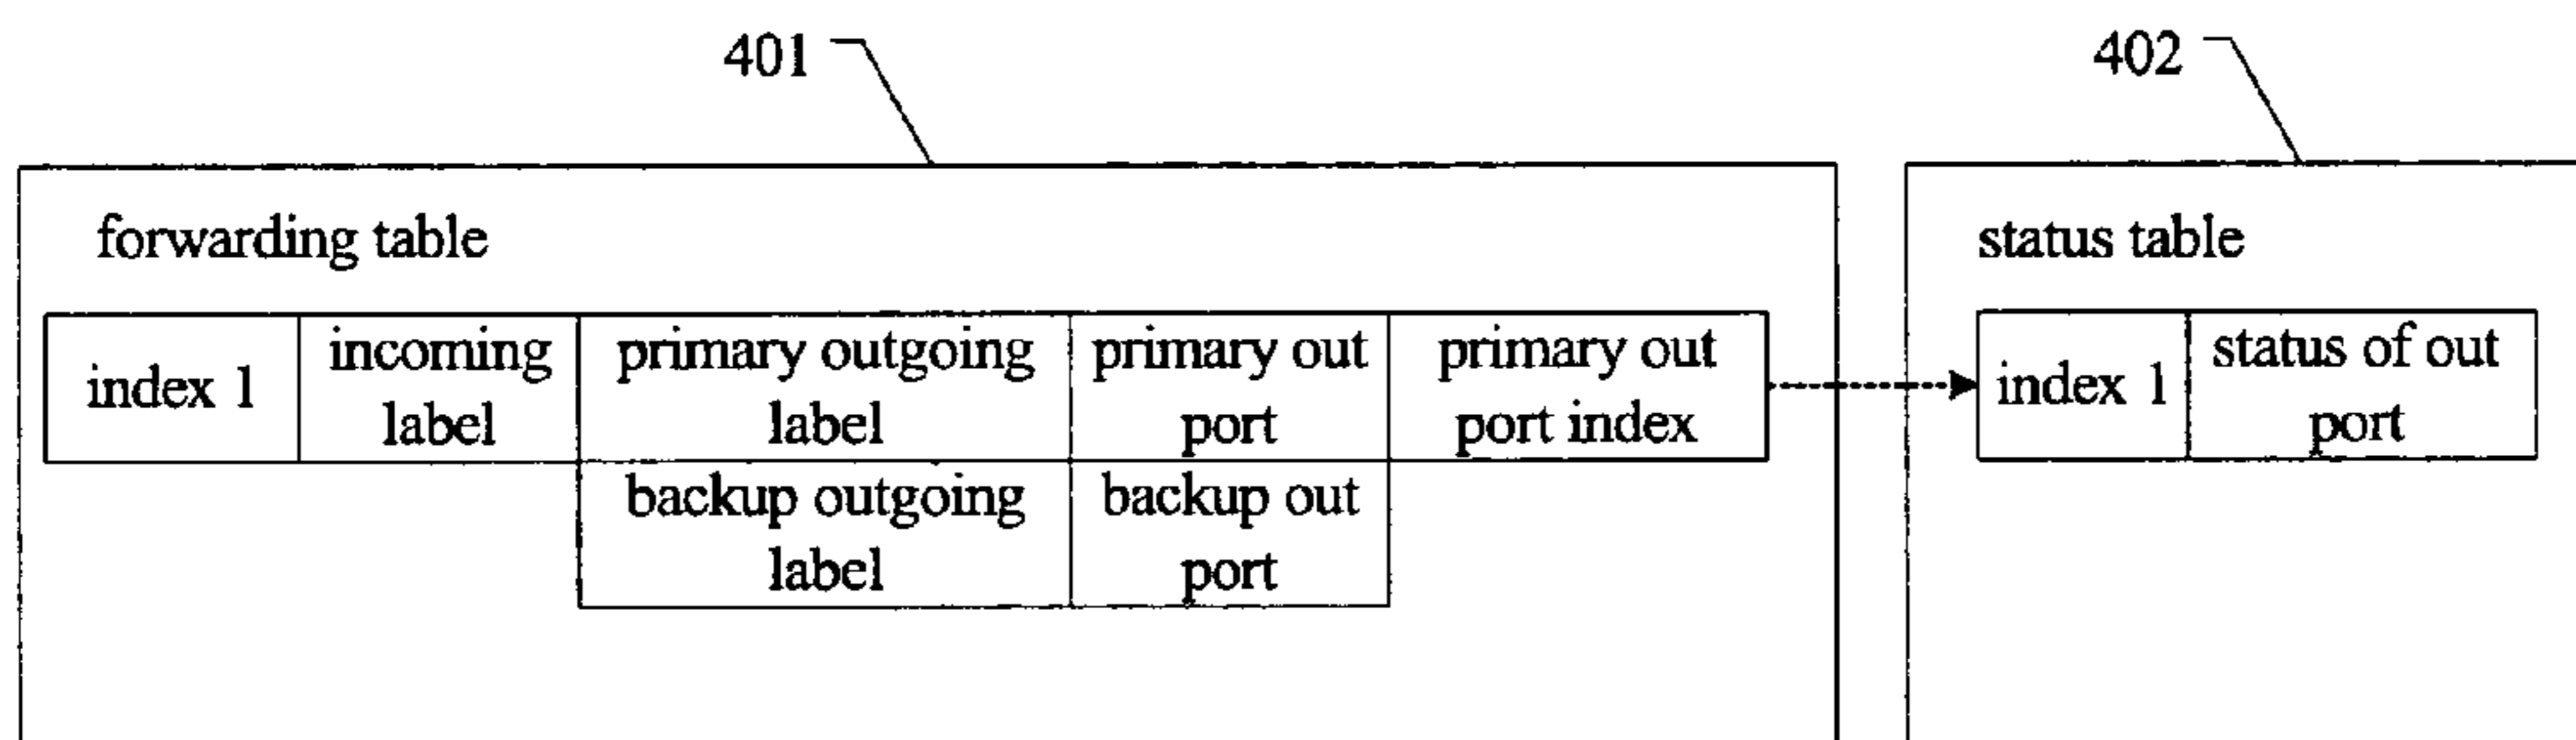 401
402
forwarding table
status table
index 1
incoming
label
primary outgoing
label
primary out
port
primary out
port index
backup outgoing
label
backup out
port
index 1
status of out
port